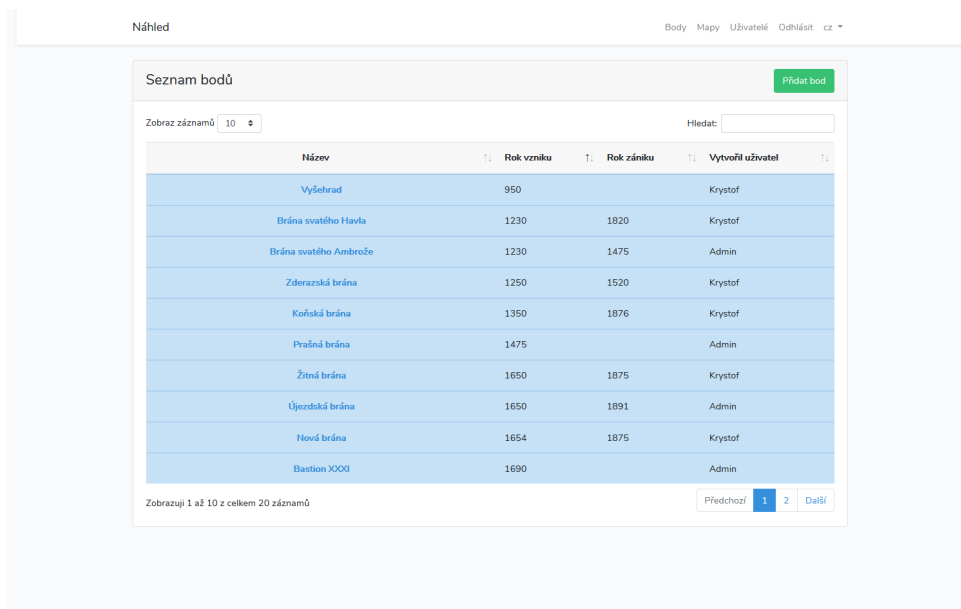 Náhled Body Mapy Uživatelé Odhlásit cz
Seznam bodů Přidat bod
Zobraz záznamů 10 Hledat:
Název Rok vzniku Rok zániku Vytvořil uživatel
Vyšehrad 950 Krystof
Brána svatého Havla 1230 1820 Krystof
Brána svatého Ambrože 1230 1475 Admin
Zderazská brána 1250 1520 Krystof
Koňská brána 1350 1876 Krystof
Prašná brána 1475 Admin
Žitná brána 1650 1875 Krystof
Újezdská brána 1650 1891 Admin
Nová brána 1654 1875 Krystof
Bastion XXXI 1690 Admin
Zobrazuji 1 až 10 z celkem 20 záznamů Předchozí 1 2 Další